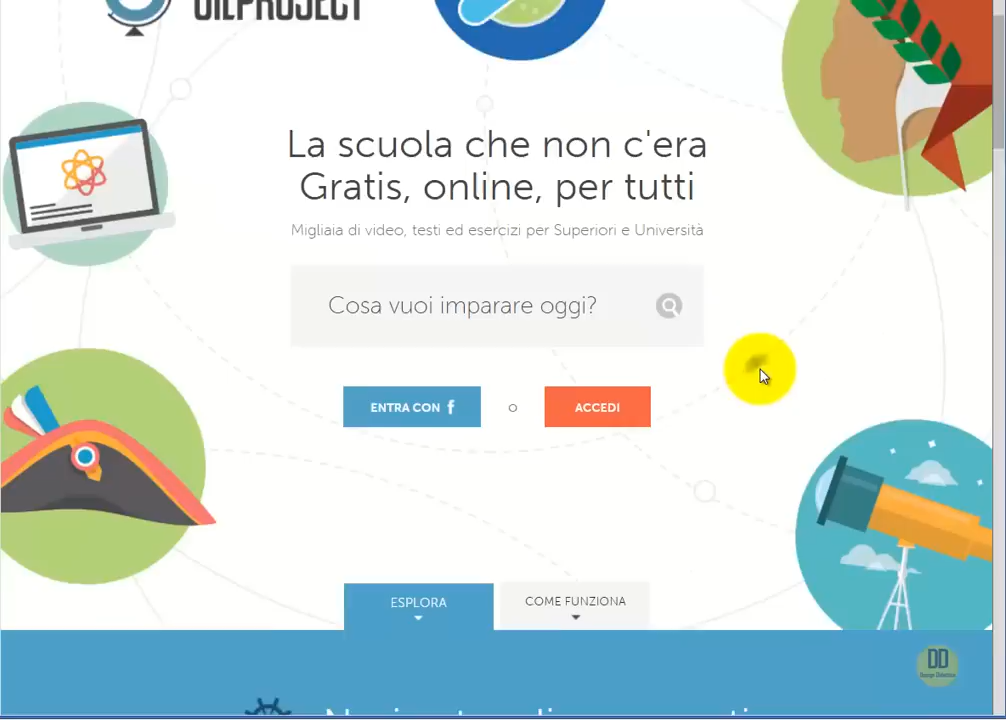 OILPROJECT
La scuola che non c'era
Gratis, online, per tutti
Migliaia di video, testi ed esercizi per Superiori e Università
Cosa vuoi imparare oggi?
ENTRA CON f
o
ACCEDI
ESPLORA
COME FUNZIONA
DD